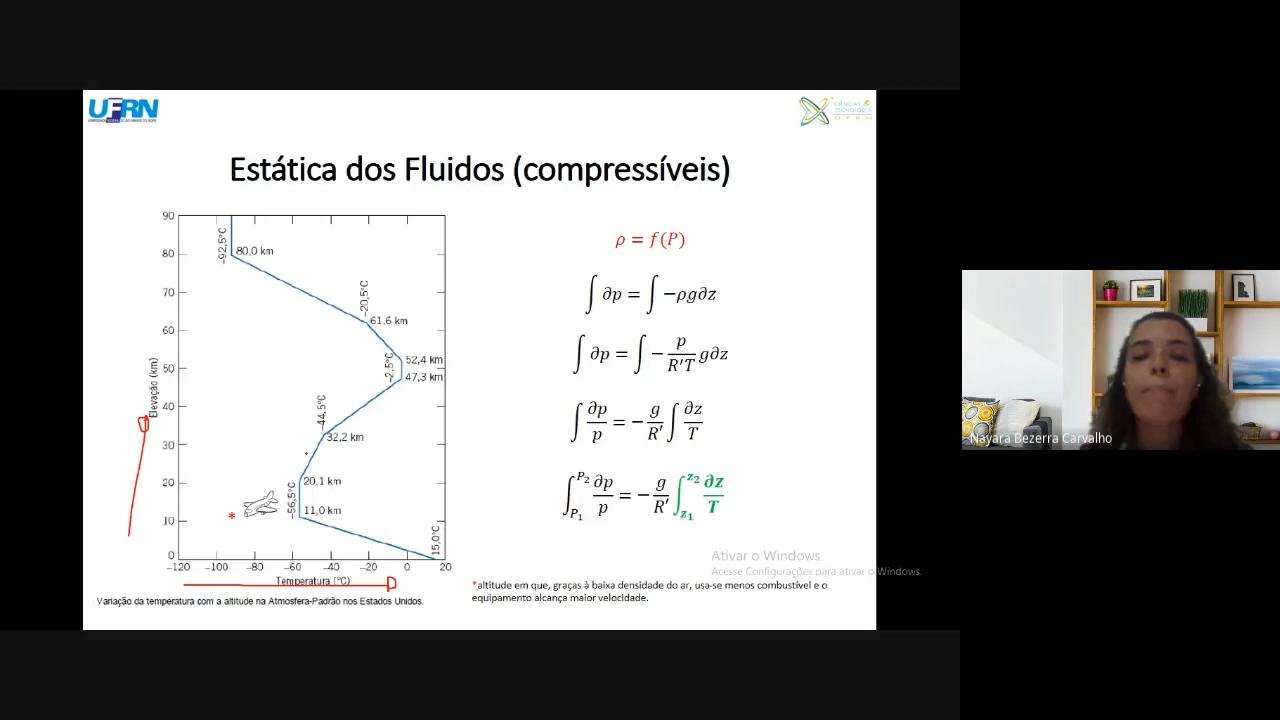 UFRN
CIÊNCIAS
TECNOLOGIA
UFRN
Estática dos Fluidos (compressíveis)
90
80
70
60
50
40
30
20
10
0
Elevação (km)
−92,5°C
80,0 km
−20,5°C
61,6 km
52,4 km
−2,5°C
47,3 km
−44,5°C
32,2 km
20,1 km
−56,5°C
11,0 km
15,0°C
*
−120 −100 −80 −60 −40 −20 0 20
Temperatura (°C)
Variação da temperatura com a altitude na Atmosfera-Padrão nos Estados Unidos.
ρ = f(P)
∫ ∂p = ∫ −ρg∂z
∫ ∂p = ∫ − p/R'T g∂z
∫ ∂p/p = − g/R' ∫ ∂z/T
∫_P₁^P₂ ∂p/p = − g/R' ∫_z₁^z₂ ∂z/T
*altitude em que, graças à baixa densidade do ar, usa-se menos combustível e o
equipamento alcança maior velocidade.
Ativar o Windows
Acesse Configurações para ativar o Windows.
Nayara Bezerra Carvalho